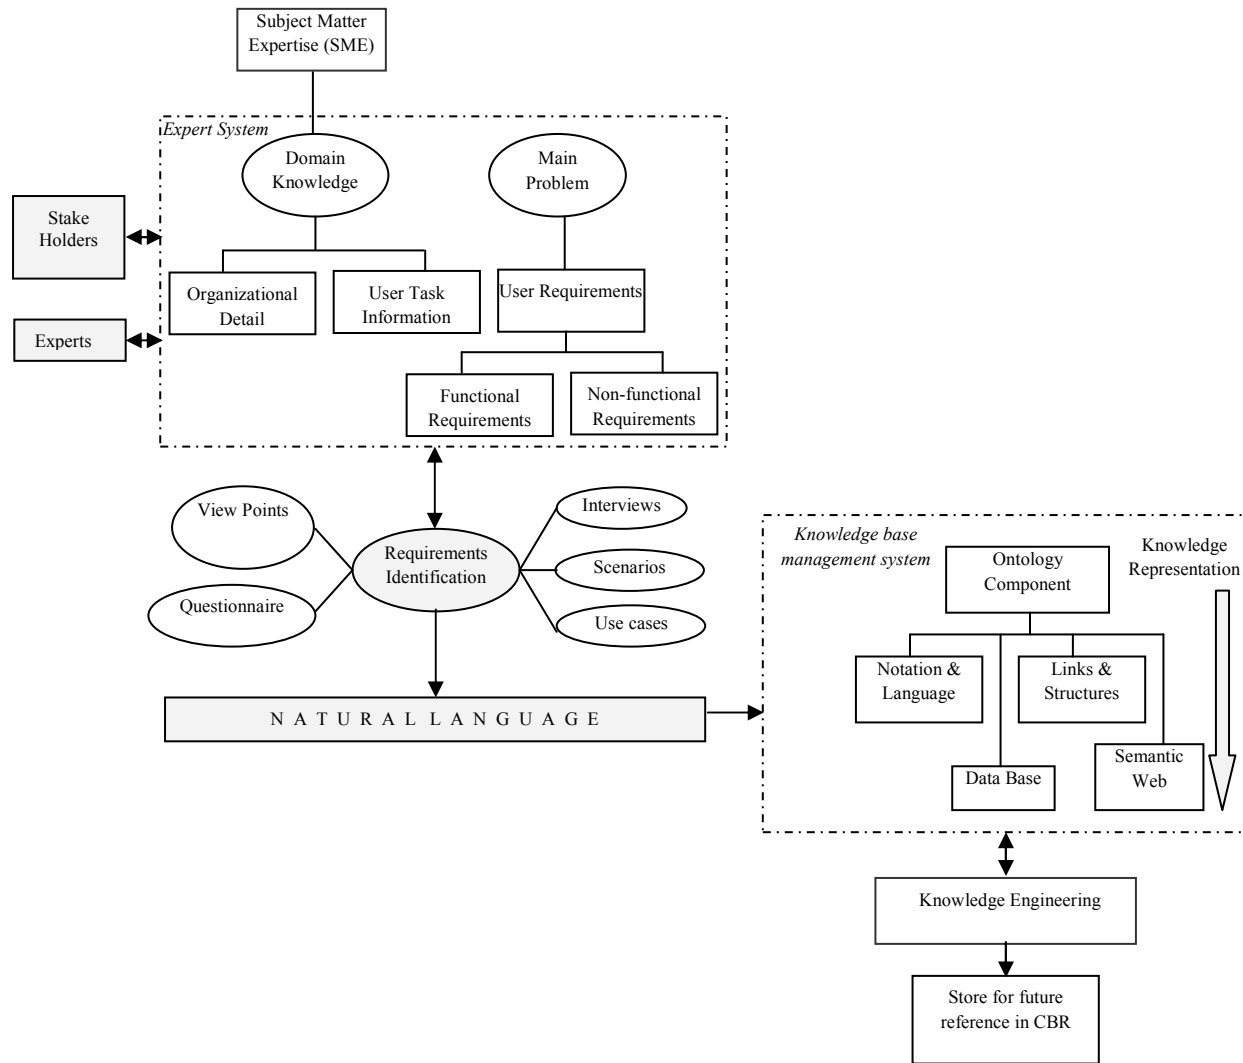 Subject Matter
Expertise (SME)
Expert System
Domain
Knowledge
Main
Problem
Stake
Holders
Organizational
Detail
User Task
Information
User Requirements
Experts
Functional
Requirements
Non-functional
Requirements
View Points
Interviews
Requirements
Identification
Scenarios
Questionnaire
Use cases
N A T U R A L L A N G U A G E
Knowledge base
management system
Ontology
Component
Knowledge
Representation
Notation &
Language
Links &
Structures
Data Base
Semantic
Web
Knowledge Engineering
Store for future
reference in CBR